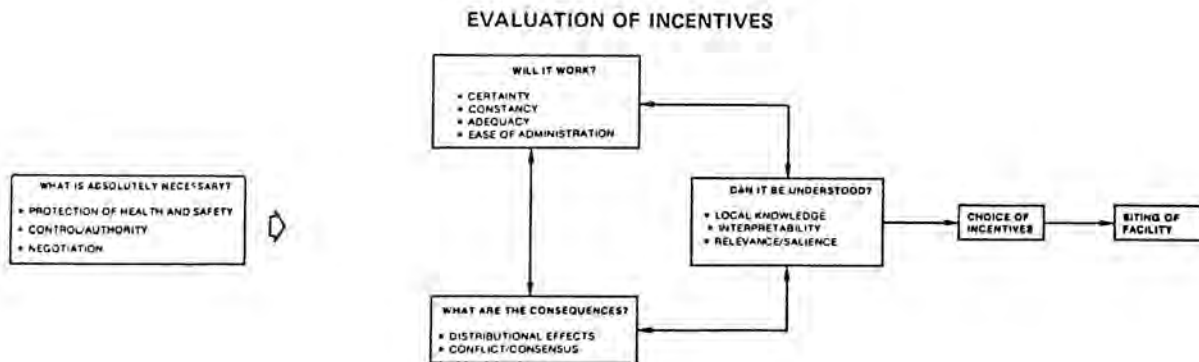 EVALUATION OF INCENTIVES
WHAT IS ABSOLUTELY NECESSARY?
* PROTECTION OF HEALTH AND SAFETY
* CONTROL/AUTHORITY
* NEGOTIATION
WILL IT WORK?
* CERTAINTY
* CONSTANCY
* ADEQUACY
* EASE OF ADMINISTRATION
WHAT ARE THE CONSEQUENCES?
* DISTRIBUTIONAL EFFECTS
* CONFLICT/CONSENSUS
CAN IT BE UNDERSTOOD?
* LOCAL KNOWLEDGE
* INTERPRETABILITY
* RELEVANCE/SALIENCE
CHOICE OF
INCENTIVES
SITING OF
FACILITY